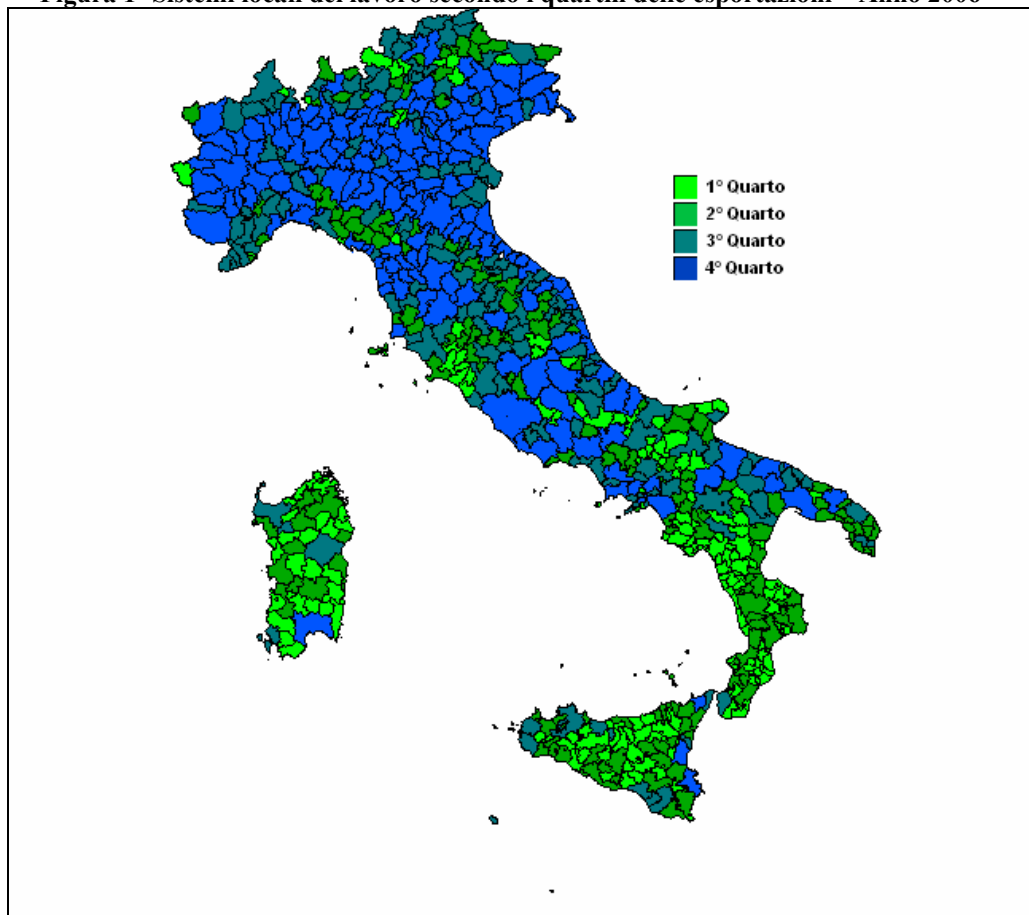 Figura 1- Sistemi locali del lavoro secondo i quartili delle esportazioni – Anno 2006
1° Quarto
2° Quarto
3° Quarto
4° Quarto